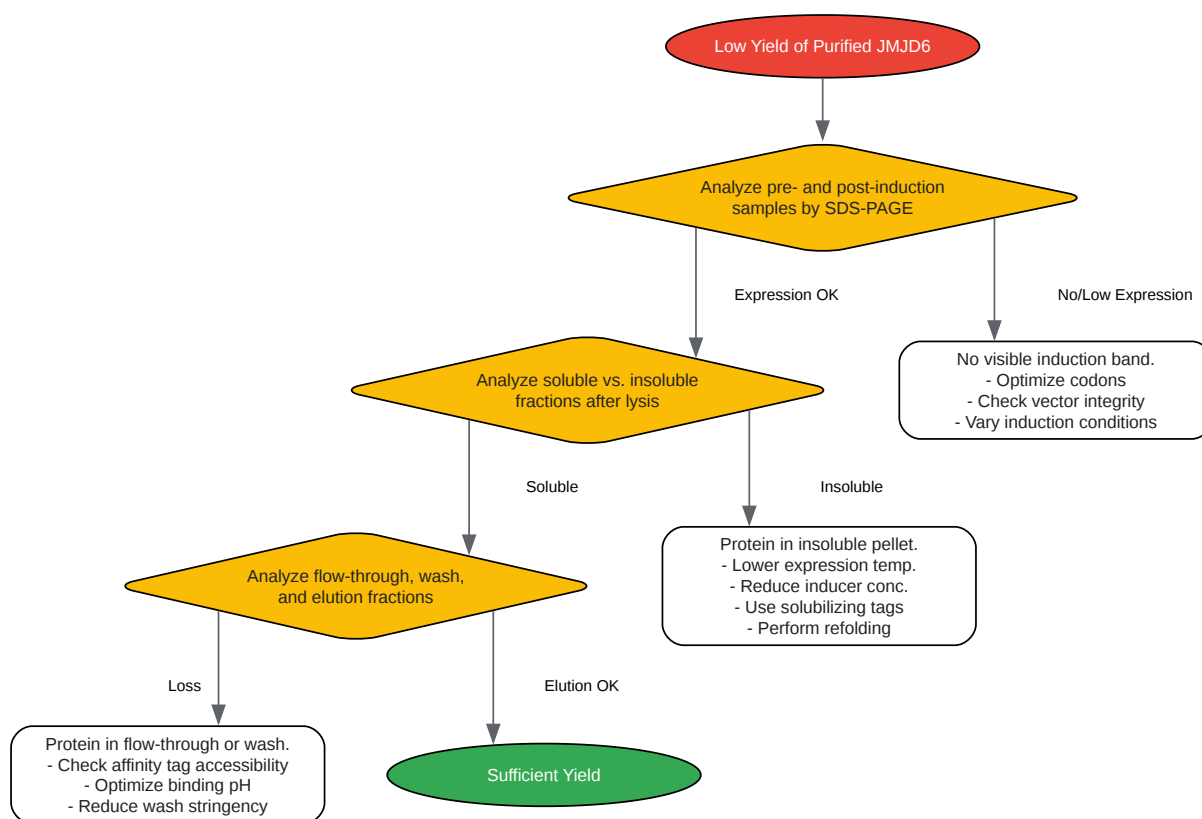 Low Yield of Purified JMJD6
Analyze pre- and post-induction
samples by SDS-PAGE
Expression OK
No/Low Expression
No visible induction band.
- Optimize codons
- Check vector integrity
- Vary induction conditions
Analyze soluble vs. insoluble
fractions after lysis
Soluble
Insoluble
Protein in insoluble pellet.
- Lower expression temp.
- Reduce inducer conc.
- Use solubilizing tags
- Perform refolding
Analyze flow-through, wash,
and elution fractions
Loss
Elution OK
Protein in flow-through or wash.
- Check affinity tag accessibility
- Optimize binding pH
- Reduce wash stringency
Sufficient Yield